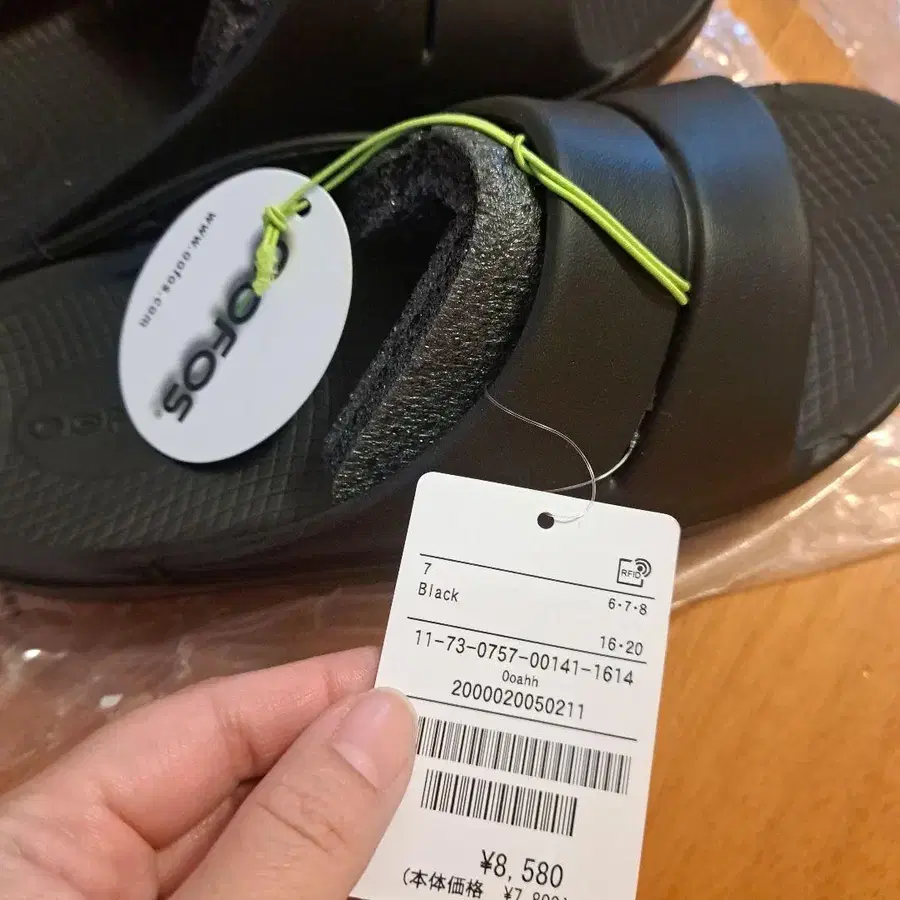 www.oofos.com
OOFOS®
7
RFID
Black
6・7・8
16・20
11-73-0757-00141-1614
Ooahh
2000020050211
¥8,580
(本体価格